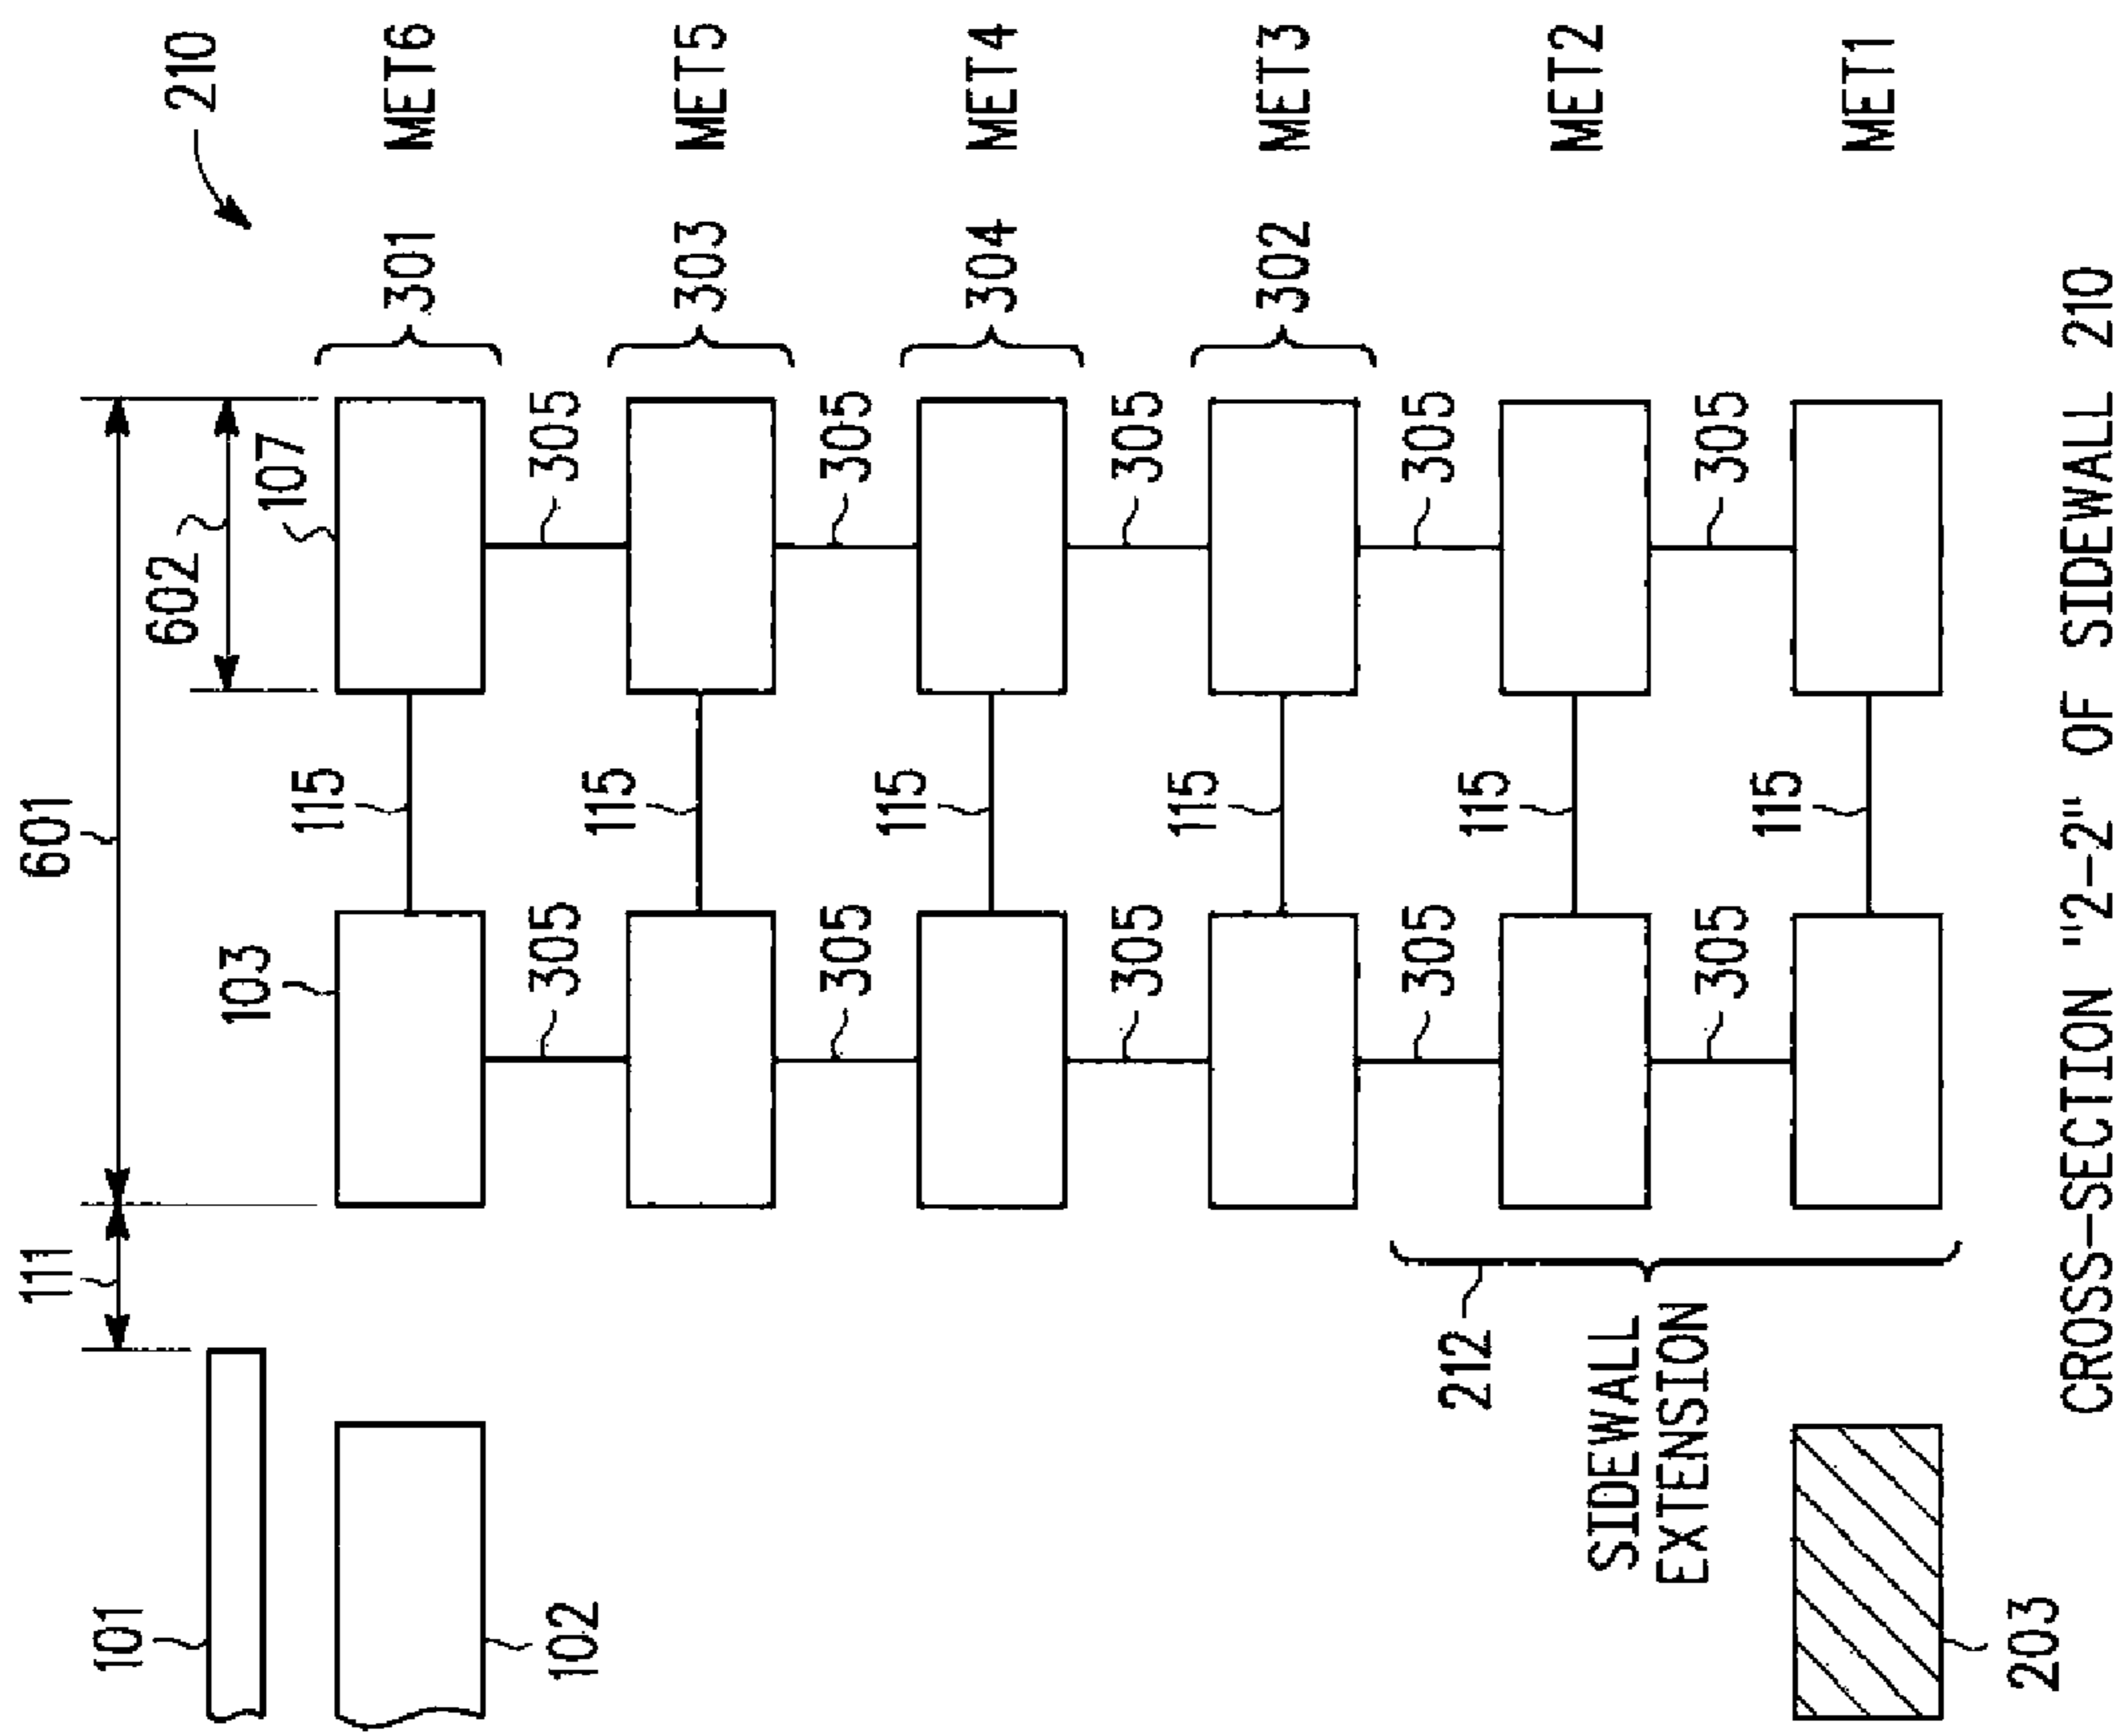 111
601
101
602
210
103
107
115
301 MET6
102
305
305
115
303 MET5
305
305
115
304 MET4
305
305
115
302 MET3
305
305
212
115
MET2
SIDEWALL
EXTENSION
305
305
115
MET1
203
CROSS-SECTION "2-2" OF SIDEWALL 210